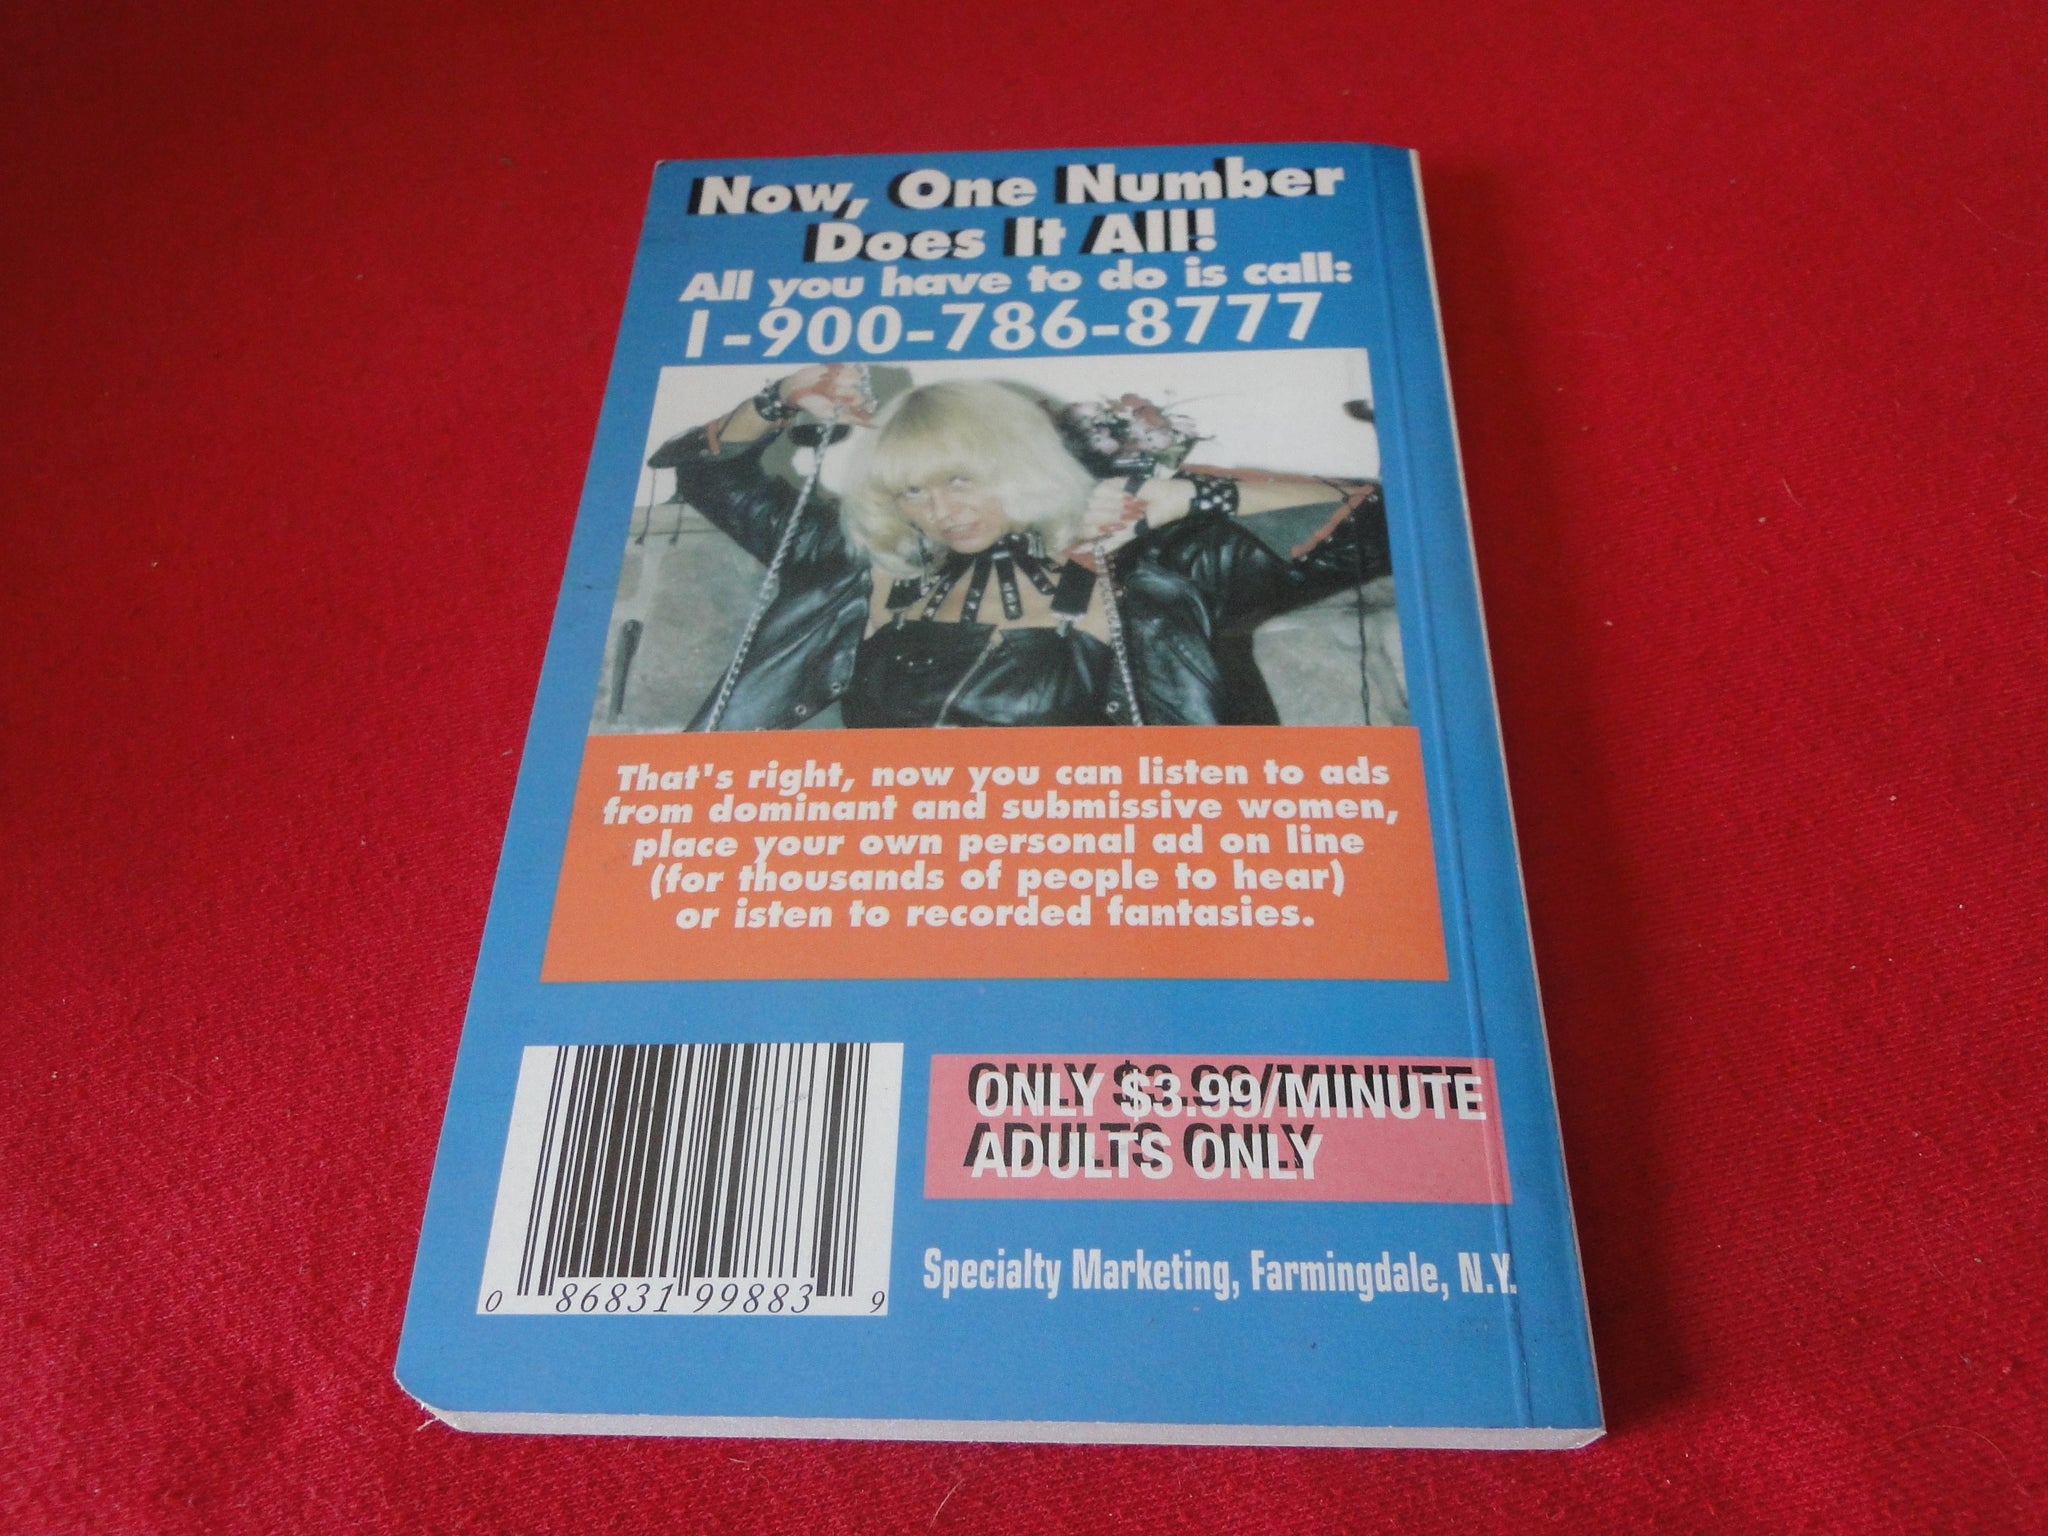 Now, One Number
Does It All!
All you have to do is call:
1-900-786-8777
That's right, now you can listen to ads
from dominant and submissive women,
place your own personal ad on line
(for thousands of people to hear)
or isten to recorded fantasies.
ONLY $3.99/MINUTE
ADULTS ONLY
Specialty Marketing, Farmingdale, N.Y.
0 86831 99883 9